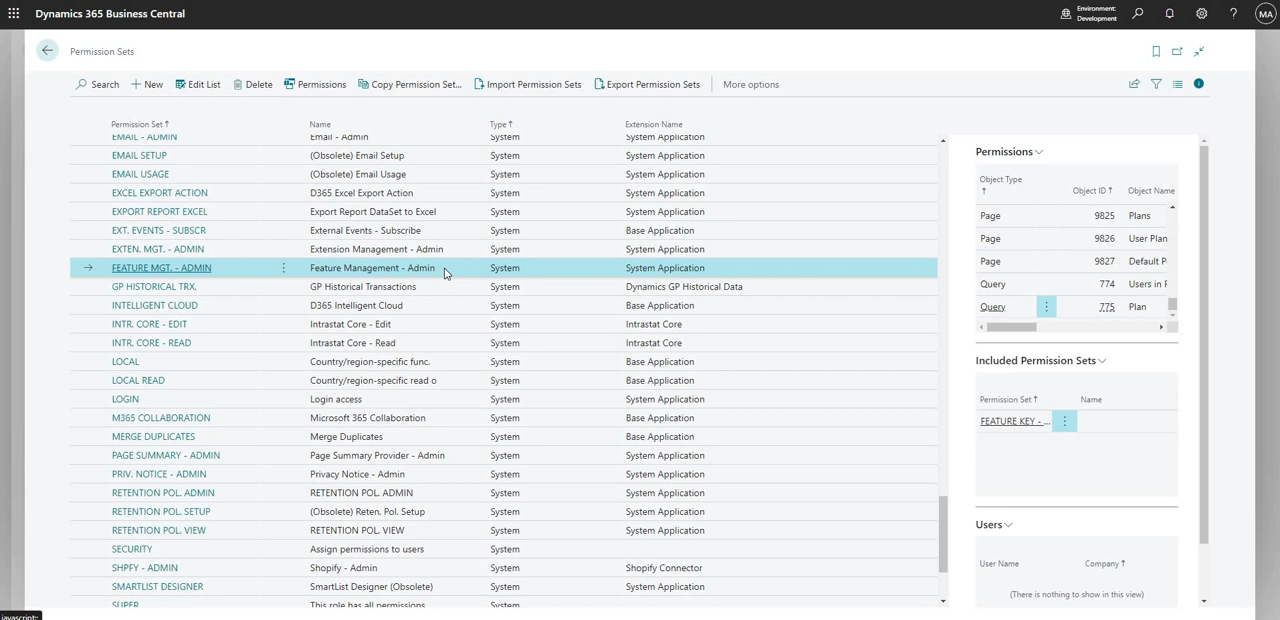 Dynamics 365 Business Central
Environment:
Development
?
MA
Permission Sets
Search
New
Edit List
Delete
Permissions
Copy Permission Set...
Import Permission Sets
Export Permission Sets
More options
Permission Set ↑ Name Type ↑ Extension Name
EMAIL - ADMIN Email - Admin System System Application
EMAIL SETUP (Obsolete) Email Setup System System Application
EMAIL USAGE (Obsolete) Email Usage System System Application
EXCEL EXPORT ACTION D365 Excel Export Action System System Application
EXPORT REPORT EXCEL Export Report DataSet to Excel System System Application
EXT. EVENTS - SUBSCR External Events - Subscribe System Base Application
EXTEN. MGT. - ADMIN Extension Management - Admin System System Application
FEATURE MGT. - ADMIN Feature Management - Admin System System Application
GP HISTORICAL TRX. GP Historical Transactions System Dynamics GP Historical Data
INTELLIGENT CLOUD D365 Intelligent Cloud System Base Application
INTR. CORE - EDIT Intrastat Core - Edit System Intrastat Core
INTR. CORE - READ Intrastat Core - Read System Intrastat Core
LOCAL Country/region-specific func. System Base Application
LOCAL READ Country/region-specific read o System Base Application
LOGIN Login access System Base Application
M365 COLLABORATION Microsoft 365 Collaboration System Base Application
MERGE DUPLICATES Merge Duplicates System Base Application
PAGE SUMMARY - ADMIN Page Summary Provider - Admin System System Application
PRIV. NOTICE - ADMIN Privacy Notice - Admin System System Application
RETENTION POL. ADMIN RETENTION POL. ADMIN System System Application
RETENTION POL. SETUP (Obsolete) Reten. Pol. Setup System System Application
RETENTION POL. VIEW RETENTION POL. VIEW System System Application
SECURITY Assign permissions to users System
SHPFY - ADMIN Shopify - Admin System Shopify Connector
SMARTLIST DESIGNER SmartList Designer (Obsolete) System System Application
SUPER This role has all permissions System
Permissions
Object Type
↑ Object ID ↑ Object Name
Page 9825 Plans
Page 9826 User Plan
Page 9827 Default P
Query 774 Users in P
Query 775 Plan
Included Permission Sets
Permission Set ↑ Name
FEATURE KEY - ...
Users
User Name Company ↑
(There is nothing to show in this view)
javascript:;